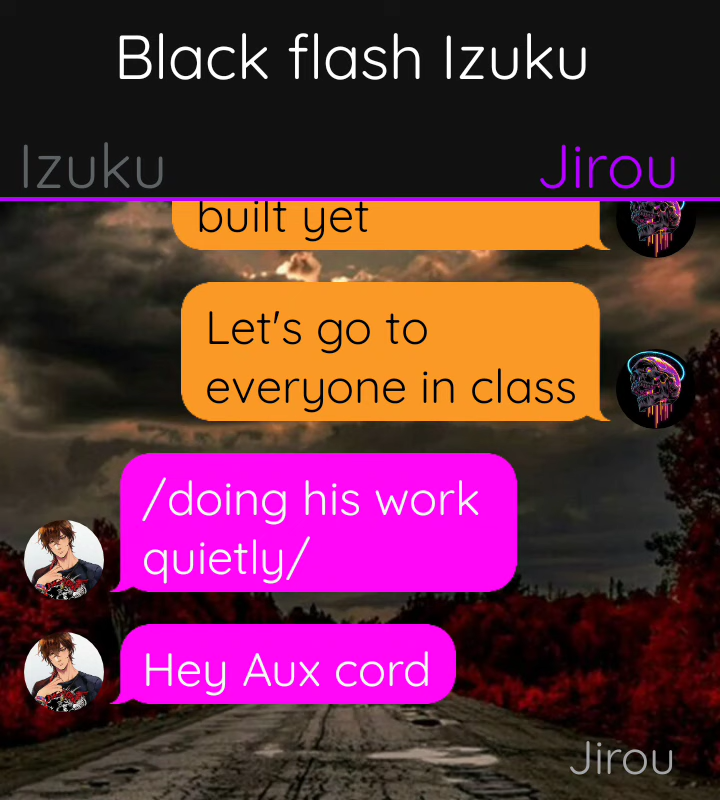 Black flash Izuku
Izuku
Jirou
built yet
Let's go to
everyone in class
/doing his work
quietly/
Hey Aux cord
Jirou